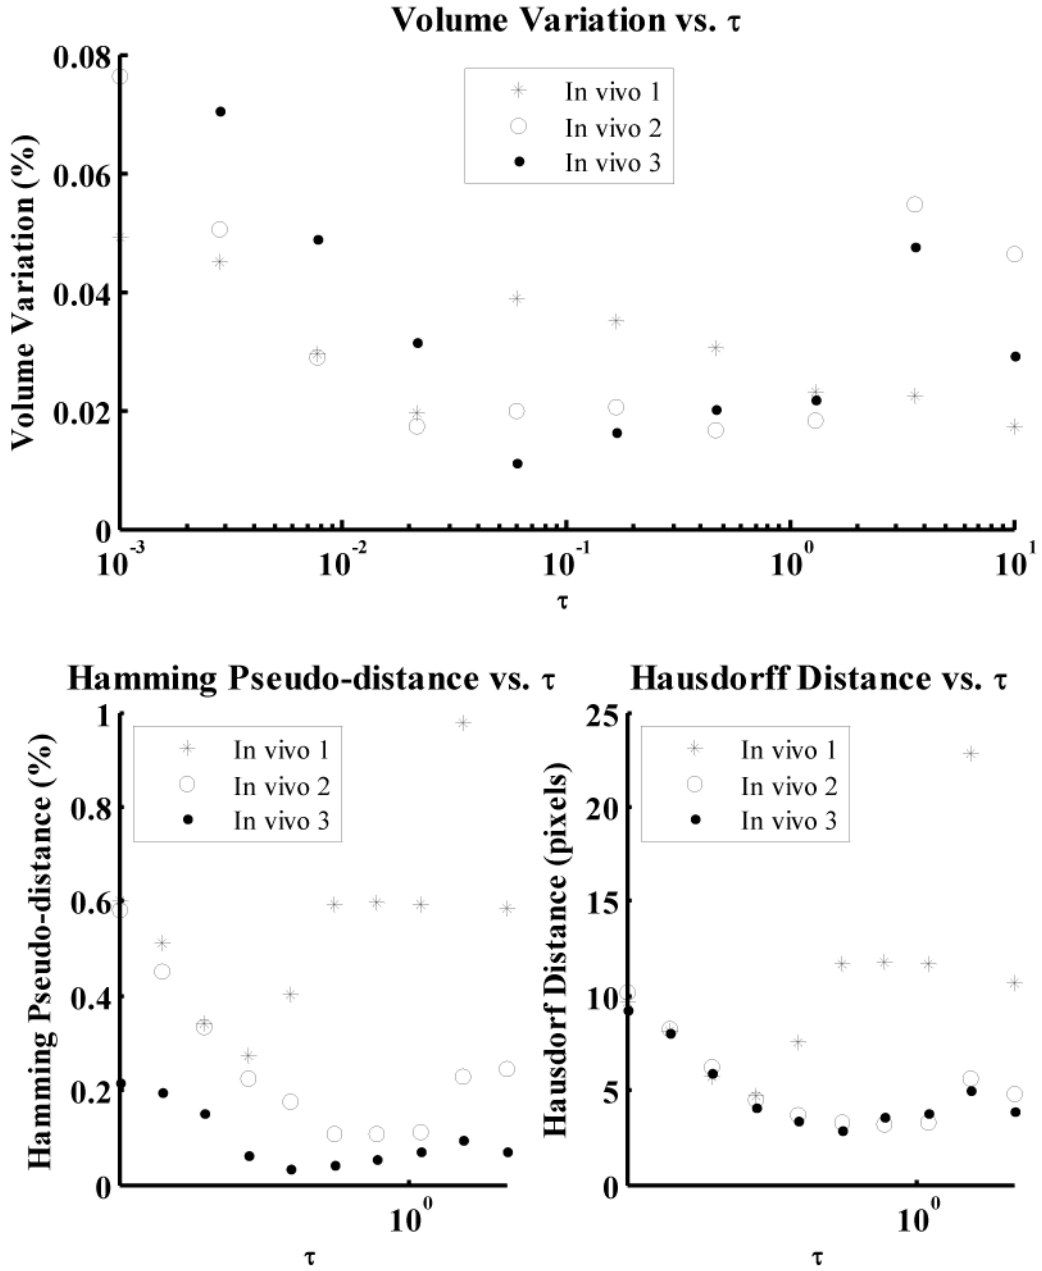 Volume Variation vs. τ
Volume Variation (%)
0.08
0.06
0.04
0.02
0
In vivo 1
In vivo 2
In vivo 3
10^-3 10^-2 10^-1 10^0 10^1
τ
Hamming Pseudo-distance vs. τ
Hamming Pseudo-distance (%)
1
0.8
0.6
0.4
0.2
0
In vivo 1
In vivo 2
In vivo 3
10^0
τ
Hausdorff Distance vs. τ
Hausdorf Distance (pixels)
25
20
15
10
5
0
In vivo 1
In vivo 2
In vivo 3
10^0
τ